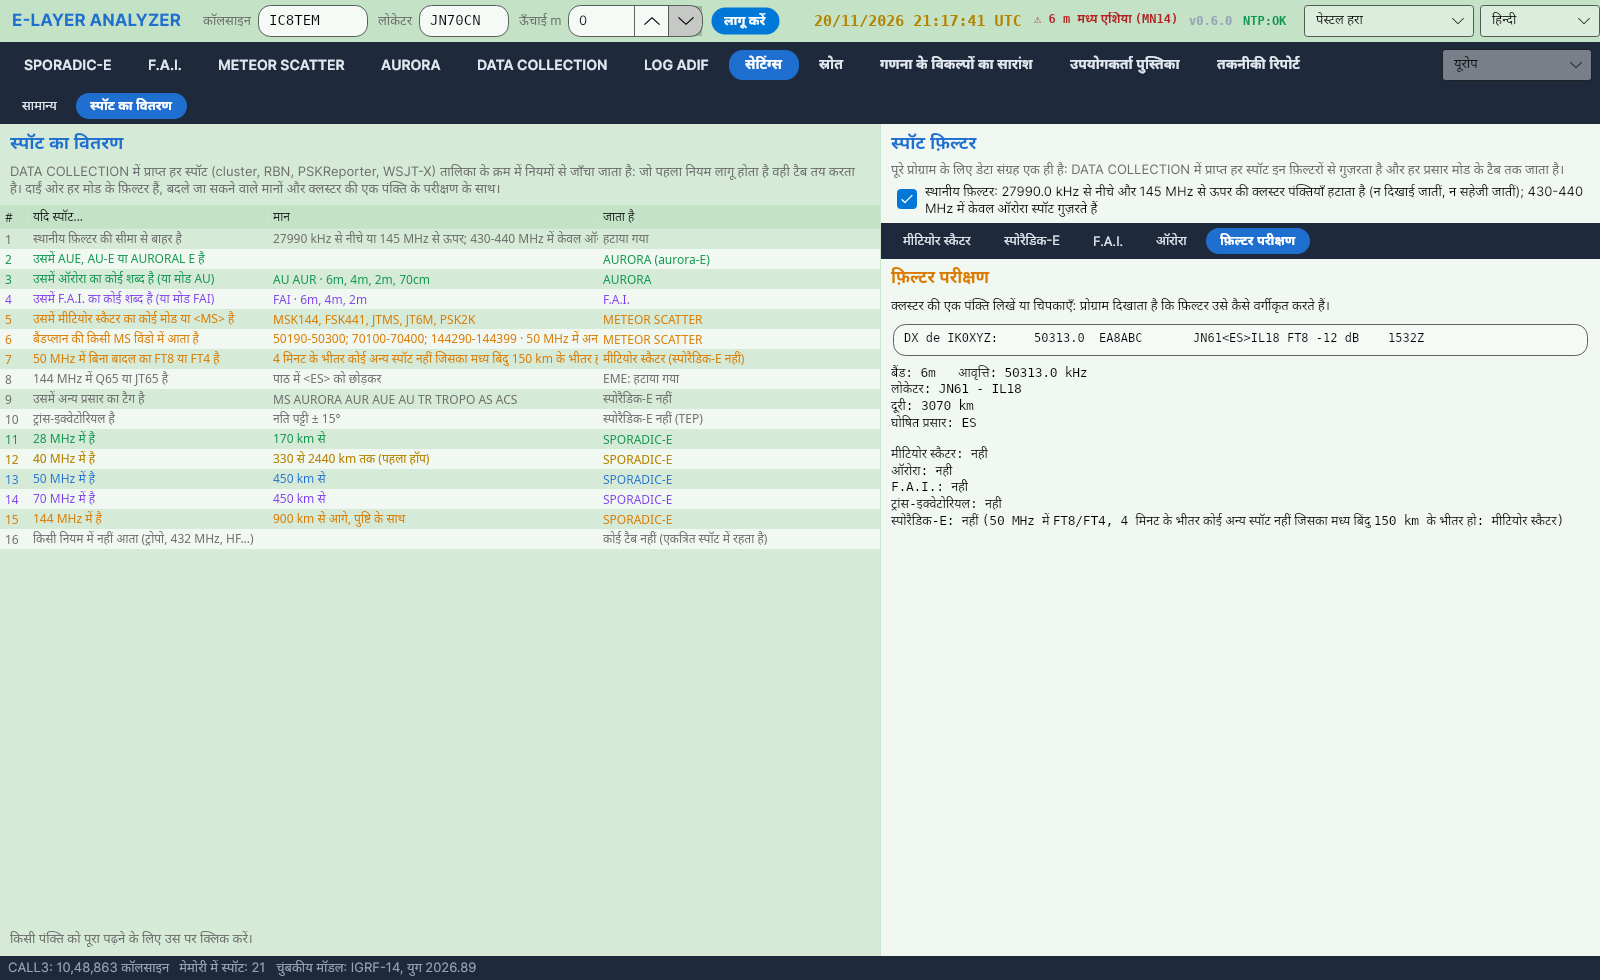 E-LAYER ANALYZER कॉलसाइन IC8TEM लोकेटर JN70CN ऊँचाई m 0 लागू करें 20/11/2026 21:17:41 UTC ⚠ 6 m मध्य एशिया (MN14) v0.6.0 NTP:OK पेस्टल हरा हिन्दी
SPORADIC-E F.A.I. METEOR SCATTER AURORA DATA COLLECTION LOG ADIF सेटिंग्स स्रोत गणना के विकल्पों का सारांश उपयोगकर्ता पुस्तिका तकनीकी रिपोर्ट यूरोप
सामान्य स्पॉट का वितरण
स्पॉट का वितरण
DATA COLLECTION में प्राप्त हर स्पॉट (cluster, RBN, PSKReporter, WSJT-X) तालिका के क्रम में नियमों से जाँचा जाता है: जो पहला नियम लागू होता है वही टैब तय करता
है। दाईं ओर हर मोड के फ़िल्टर हैं, बदले जा सकने वाले मानों और क्लस्टर की एक पंक्ति के परीक्षण के साथ।
# यदि स्पॉट... मान जाता है
1 स्थानीय फ़िल्टर की सीमा से बाहर है 27990 kHz से नीचे या 145 MHz से ऊपर; 430-440 MHz में केवल हटाया गया
2 उसमें AUE, AU-E या AURORAL E है AURORA (aurora-E)
3 उसमें ऑरोरा का कोई शब्द है (या मोड AU) AU AUR · 6m, 4m, 2m, 70cm AURORA
4 उसमें F.A.I. का कोई शब्द है (या मोड FAI) FAI · 6m, 4m, 2m F.A.I.
5 उसमें मीटियोर स्कैटर का कोई मोड या <MS> है MSK144, FSK441, JTMS, JT6M, PSK2K METEOR SCATTER
6 बैंडप्लान की किसी MS विंडो में आता है 50190-50300; 70100-70400; 144290-144399 · 50 MHz में METEOR SCATTER
7 50 MHz में बिना बादल का FT8 या FT4 है 4 मिनट के भीतर कोई अन्य स्पॉट नहीं जिसका मध्य बिंदु 150 km के भीतर मीटियोर स्कैटर (स्पोरैडिक-E नहीं)
8 144 MHz में Q65 या JT65 है पाठ में <ES> को छोड़कर EME: हटाया गया
9 उसमें अन्य प्रसार का टैग है MS AURORA AUR AUE AU TR TROPO AS ACS स्पोरैडिक-E नहीं
10 ट्रांस-इक्वेटोरियल है नति पट्टी ± 15° स्पोरैडिक-E नहीं (TEP)
11 28 MHz में है 170 km से SPORADIC-E
12 40 MHz में है 330 से 2440 km तक (पहला हॉप) SPORADIC-E
13 50 MHz में है 450 km से SPORADIC-E
14 70 MHz में है 450 km से SPORADIC-E
15 144 MHz में है 900 km से आगे, पुष्टि के साथ SPORADIC-E
16 किसी नियम में नहीं आता (ट्रोपो, 432 MHz, HF...) कोई टैब नहीं (एकत्रित स्पॉट में रहता है)
किसी पंक्ति को पूरा पढ़ने के लिए उस पर क्लिक करें।
स्पॉट फ़िल्टर
पूरे प्रोग्राम के लिए डेटा संग्रह एक ही है: DATA COLLECTION में प्राप्त हर स्पॉट इन फ़िल्टरों से गुज़रता है और हर प्रसार मोड के टैब तक जाता है।
स्थानीय फ़िल्टर: 27990.0 kHz से नीचे और 145 MHz से ऊपर की क्लस्टर पंक्तियाँ हटाता है (न दिखाई जातीं, न सहेजी जातीं); 430-440
MHz में केवल ऑरोरा स्पॉट गुज़रते हैं
मीटियोर स्कैटर स्पोरैडिक-E F.A.I. ऑरोरा फ़िल्टर परीक्षण
फ़िल्टर परीक्षण
क्लस्टर की एक पंक्ति लिखें या चिपकाएँ: प्रोग्राम दिखाता है कि फ़िल्टर उसे कैसे वर्गीकृत करते हैं।
DX de IK0XYZ: 50313.0 EA8ABC JN61<ES>IL18 FT8 -12 dB 1532Z
बैंड: 6m आवृत्ति: 50313.0 kHz
लोकेटर: JN61 - IL18
दूरी: 3070 km
घोषित प्रसार: ES
मीटियोर स्कैटर: नहीं
ऑरोरा: नहीं
F.A.I.: नहीं
ट्रांस-इक्वेटोरियल: नहीं
स्पोरैडिक-E: नहीं (50 MHz में FT8/FT4, 4 मिनट के भीतर कोई अन्य स्पॉट नहीं जिसका मध्य बिंदु 150 km के भीतर हो: मीटियोर स्कैटर)
CALL3: 10,48,863 कॉलसाइन मेमोरी में स्पॉट: 21 चुंबकीय मॉडल: IGRF-14, युग 2026.89